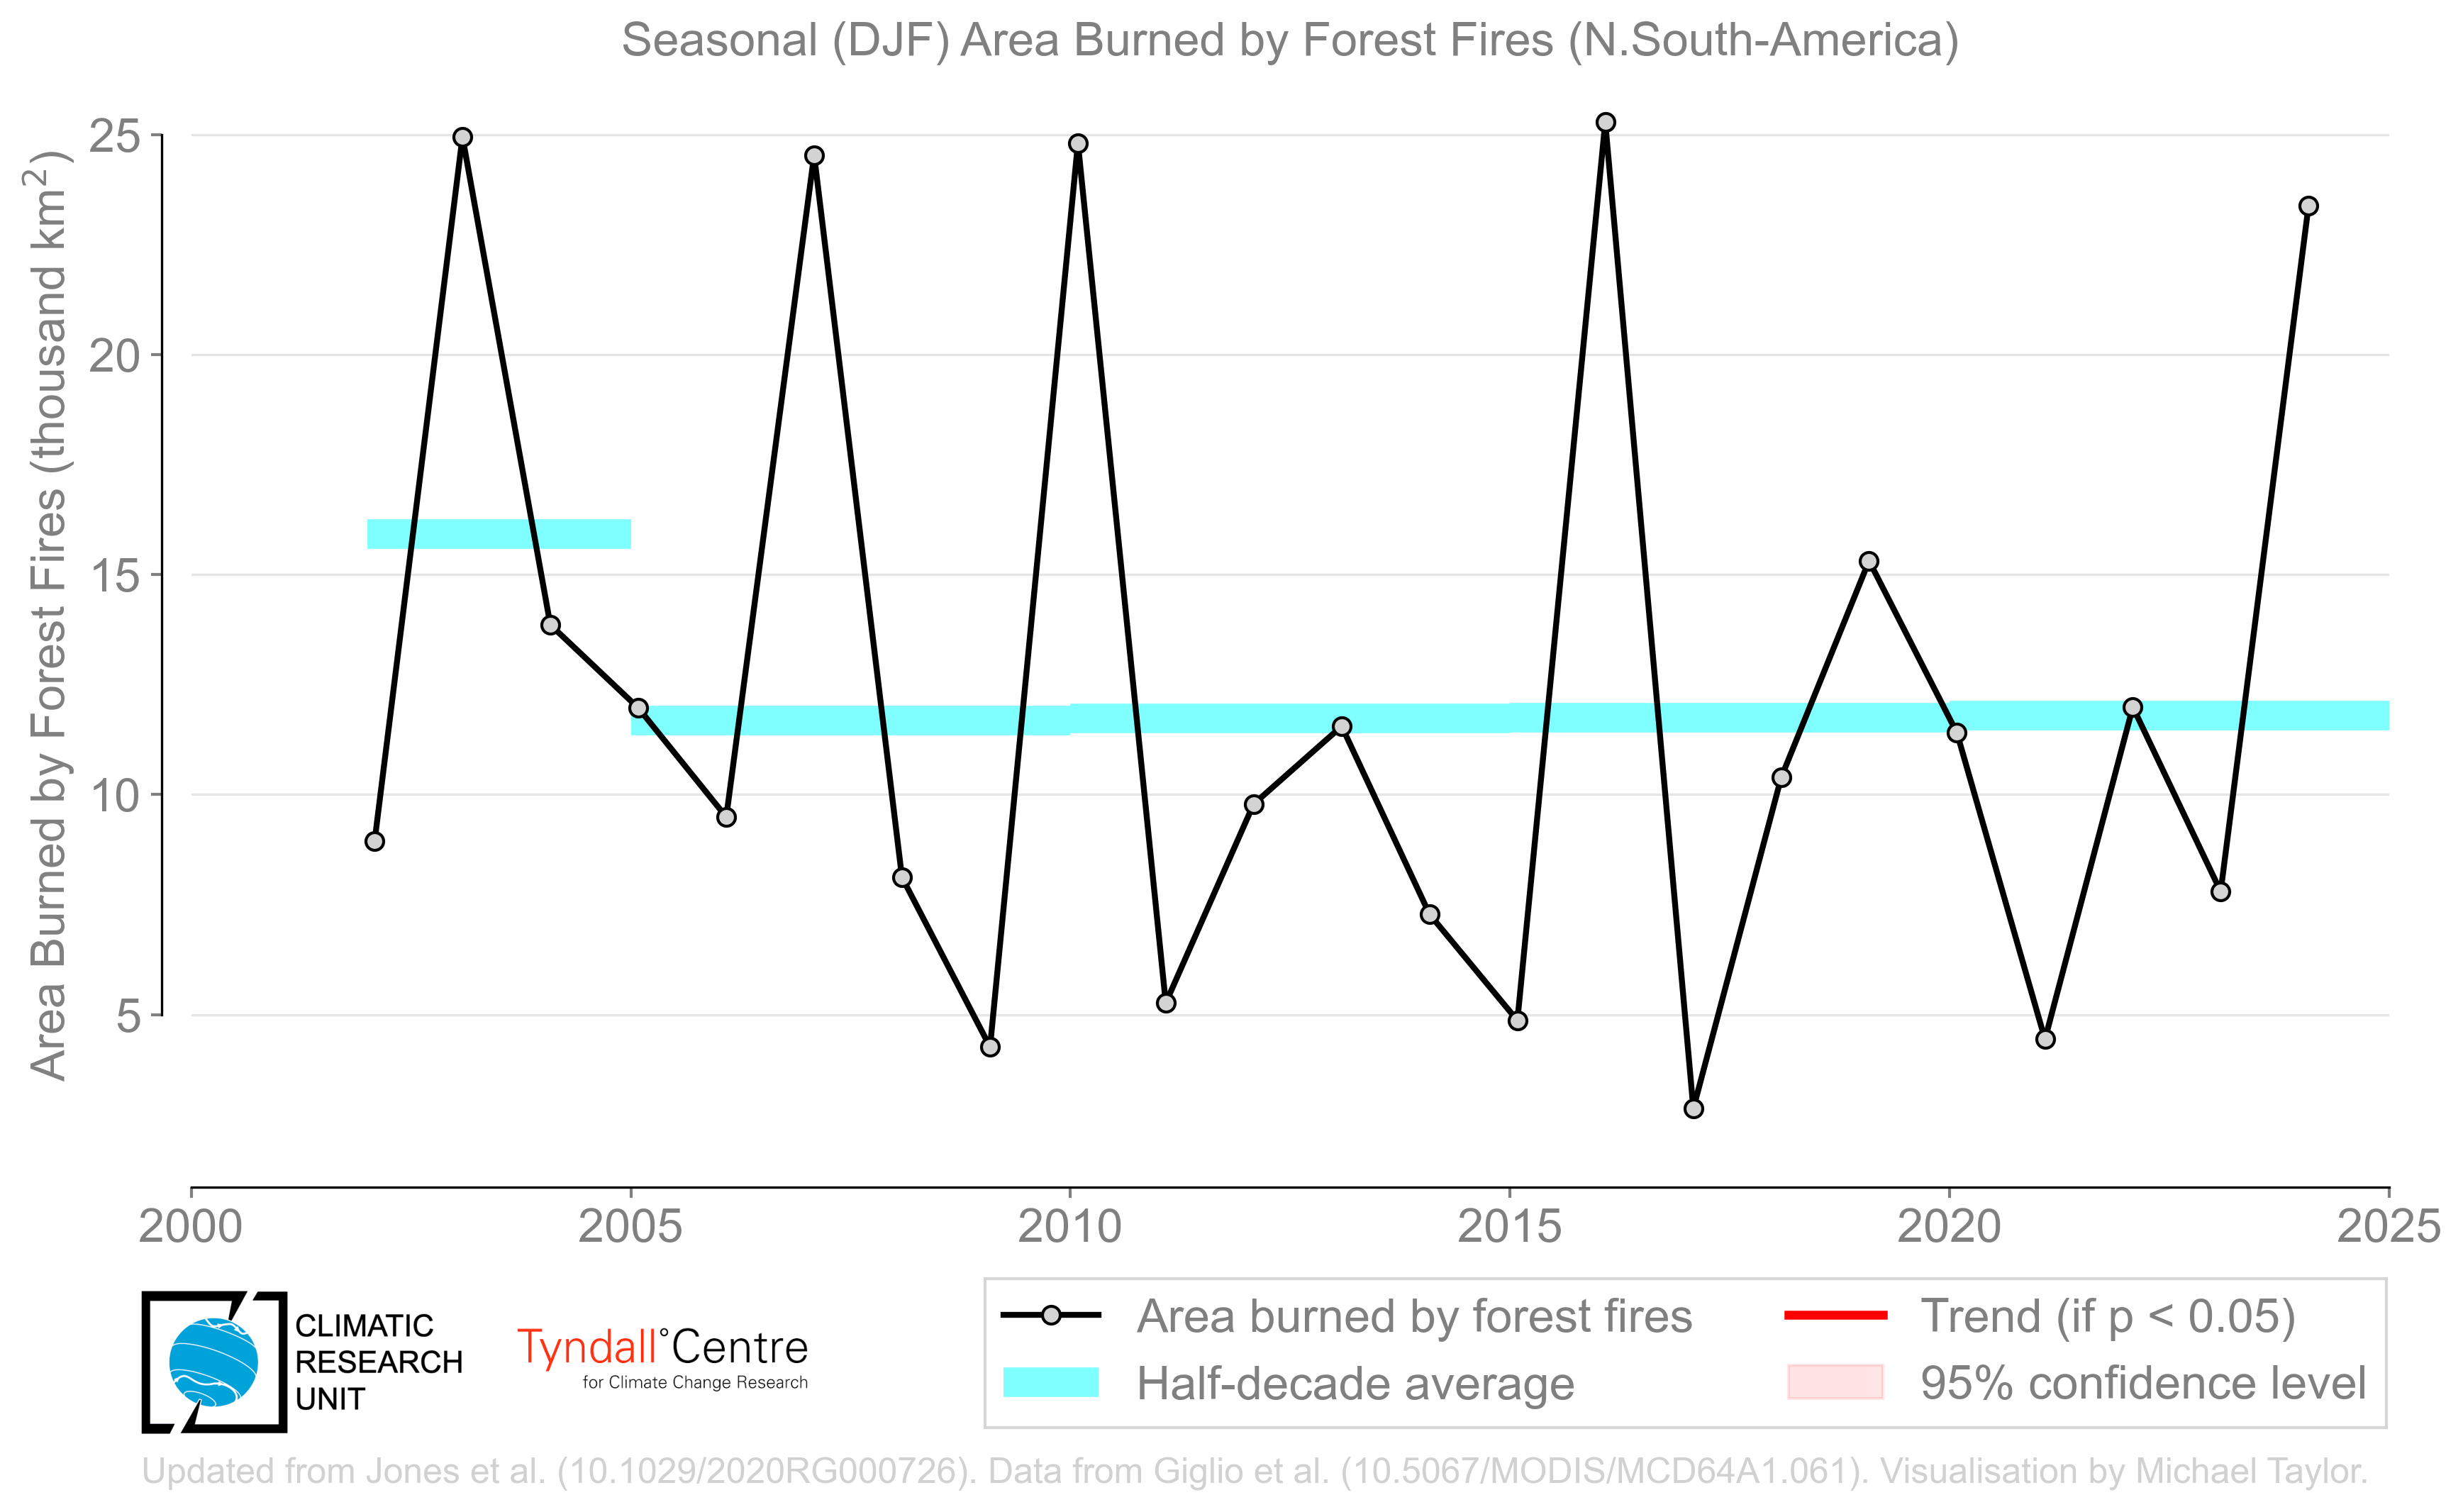 Seasonal (DJF) Area Burned by Forest Fires (N.South-America)
Area Burned by Forest Fires (thousand km²)
25
20
15
10
5
2000 2005 2010 2015 2020 2025
CLIMATIC
RESEARCH
UNIT
Tyndall°Centre
for Climate Change Research
Area burned by forest fires
Half-decade average
Trend (if p < 0.05)
95% confidence level
Updated from Jones et al. (10.1029/2020RG000726). Data from Giglio et al. (10.5067/MODIS/MCD64A1.061). Visualisation by Michael Taylor.